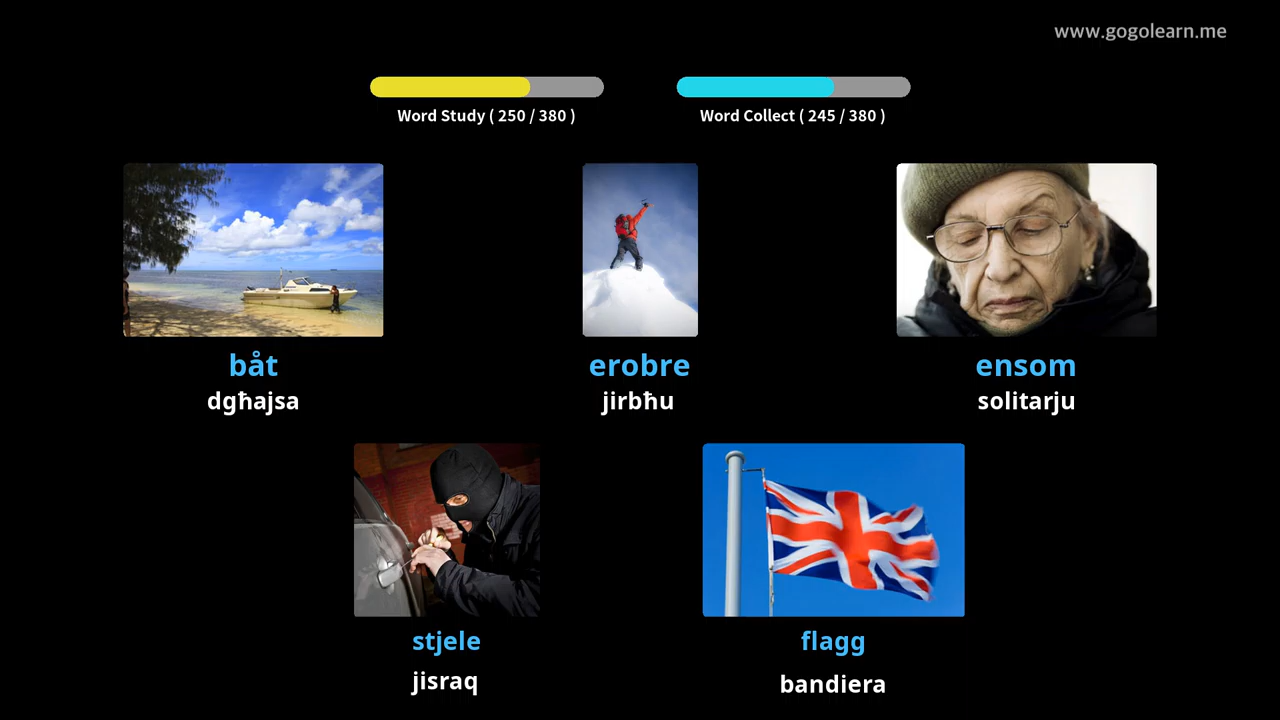 www.gogolearn.me
Word Study ( 250 / 380 )
Word Collect ( 245 / 380 )
båt
dgħajsa
erobre
jirbħu
ensom
solitarju
stjele
jisraq
flagg
bandiera